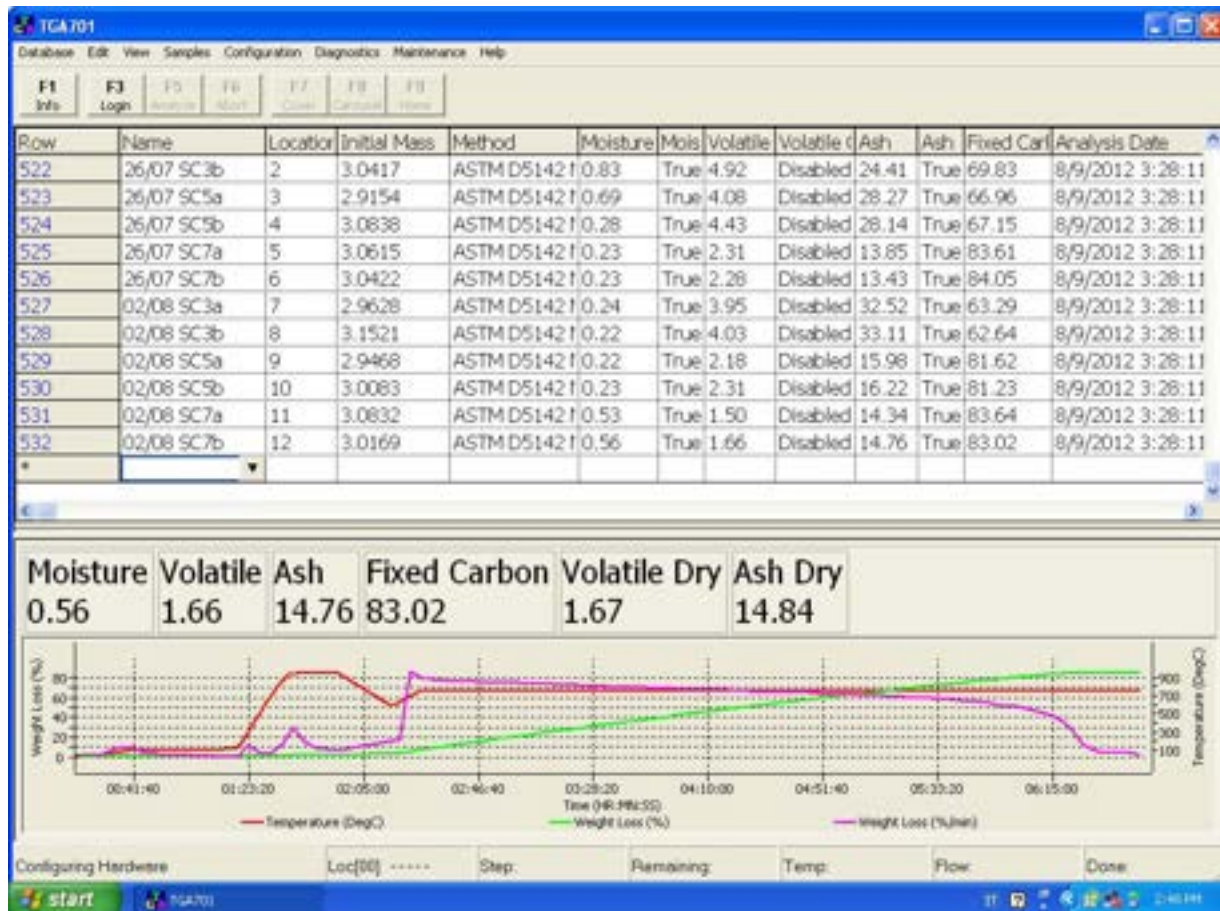 TGA701
Database Edit View Samples Configuration Diagnostics Maintenance Help
F1 F3 F5 F6 F7 F8 F9
Info Login Analyze Abort Cover Carousel Home
Row Name Location Initial Mass Method Moisture Mois Volatile Volatile C Ash Ash Fixed Carl Analysis Date
522 26/07 SC3b 2 3.0417 ASTM D5142 0.83 True 4.92 Disabled 24.41 True 69.83 8/9/2012 3:28:11
523 26/07 SC5a 3 2.9154 ASTM D5142 0.69 True 4.08 Disabled 28.27 True 66.96 8/9/2012 3:28:11
524 26/07 SC5b 4 3.0838 ASTM D5142 0.28 True 4.43 Disabled 28.14 True 67.15 8/9/2012 3:28:11
525 26/07 SC7a 5 3.0615 ASTM D5142 0.23 True 2.31 Disabled 13.85 True 83.61 8/9/2012 3:28:11
526 26/07 SC7b 6 3.0422 ASTM D5142 0.23 True 2.28 Disabled 13.43 True 84.05 8/9/2012 3:28:11
527 02/08 SC3a 7 2.9628 ASTM D5142 0.24 True 3.95 Disabled 32.52 True 63.29 8/9/2012 3:28:11
528 02/08 SC3b 8 3.1521 ASTM D5142 0.22 True 4.03 Disabled 33.11 True 62.64 8/9/2012 3:28:11
529 02/08 SC5a 9 2.9468 ASTM D5142 0.22 True 2.18 Disabled 15.98 True 81.62 8/9/2012 3:28:11
530 02/08 SC5b 10 3.0083 ASTM D5142 0.23 True 2.31 Disabled 16.22 True 81.23 8/9/2012 3:28:11
531 02/08 SC7a 11 3.0832 ASTM D5142 0.53 True 1.50 Disabled 14.34 True 83.64 8/9/2012 3:28:11
532 02/08 SC7b 12 3.0169 ASTM D5142 0.56 True 1.66 Disabled 14.76 True 83.02 8/9/2012 3:28:11
*
Moisture Volatile Ash Fixed Carbon Volatile Dry Ash Dry
0.56 1.66 14.76 83.02 1.67 14.84
Weight Loss (%)
80
60
40
20
0
900
700
500
300
100
Temperature (DegC)
00:41:40 01:23:20 02:05:00 02:46:40 03:28:20 04:10:00 04:51:40 05:33:20 06:15:00
Time (HR:MN:SS)
Temperature (DegC) Weight Loss (%) Weight Loss (%/min)
Configuring Hardware Loc[00] ----- Step: Remaining: Temp: Flow: Done:
start TGA701 IT 2:46 PM